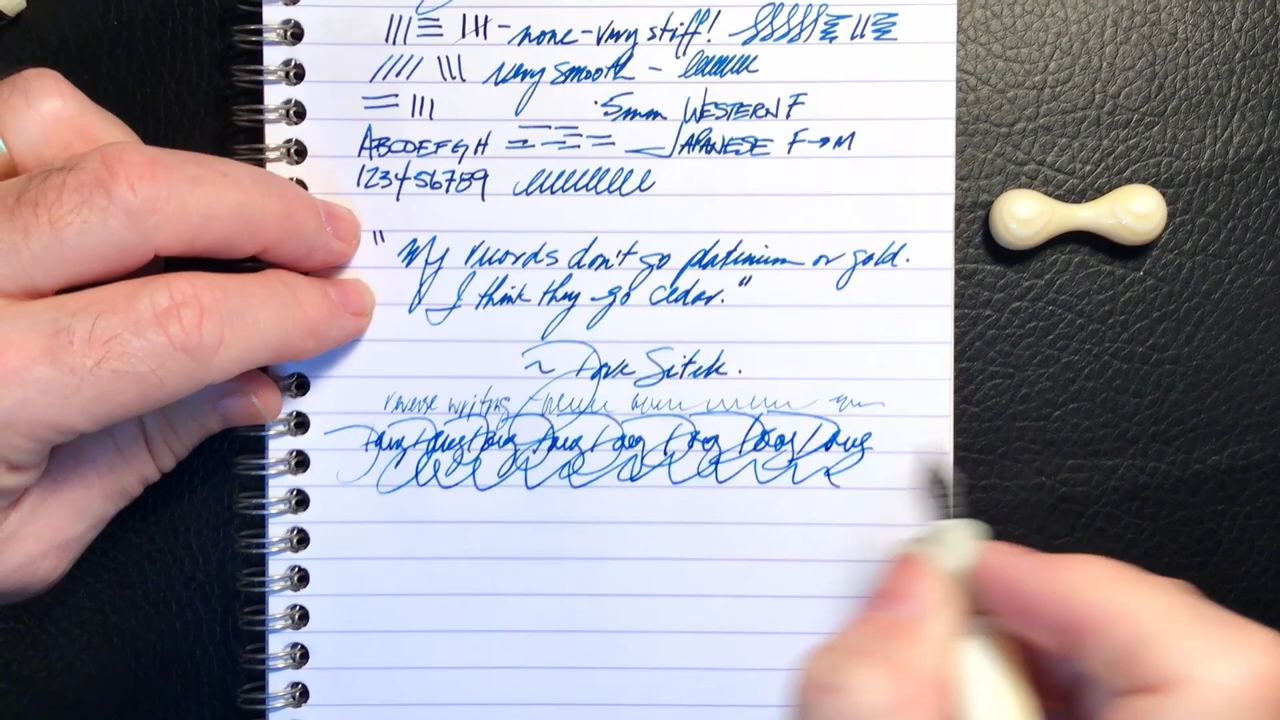 - none - very stiff!
very smooth -
.5mm WESTERN F
ABCDEFGH JAPANESE F→M
123456789
"My records don't go platinum or gold.
I think they go cedar."
~ Dave Sitek.
reverse writing